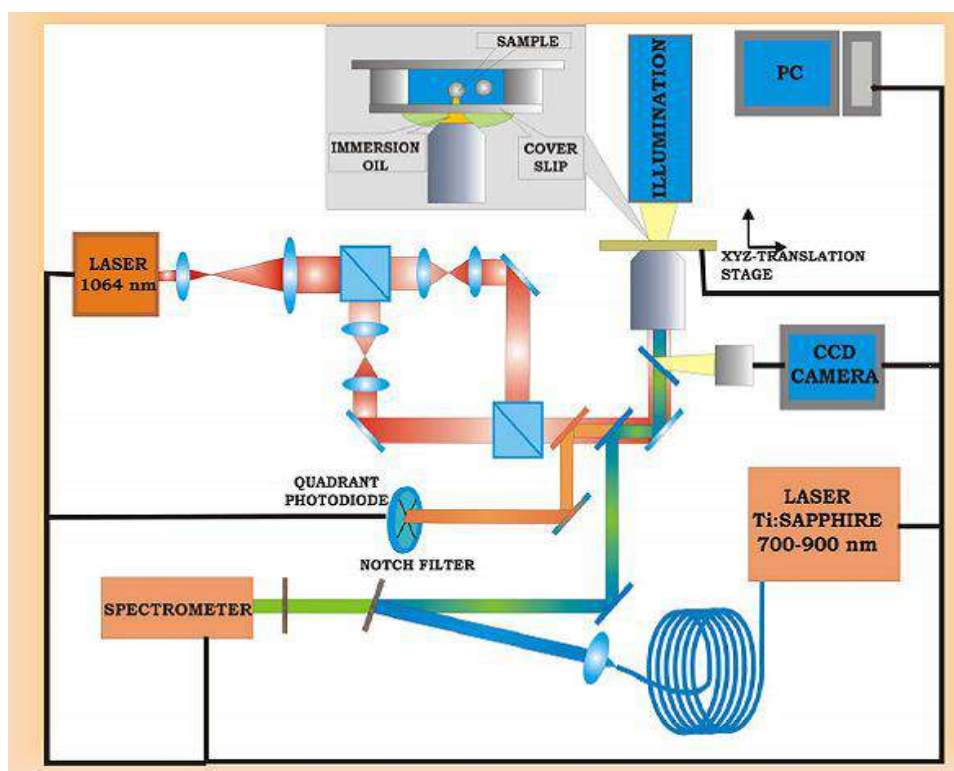 SAMPLE
IMMERSION
OIL
COVER
SLIP
ILLUMINATION
PC
LASER
1064 nm
XYZ-TRANSLATION
STAGE
CCD
CAMERA
QUADRANT
PHOTODIODE
LASER
Ti:SAPPHIRE
700-900 nm
NOTCH FILTER
SPECTROMETER